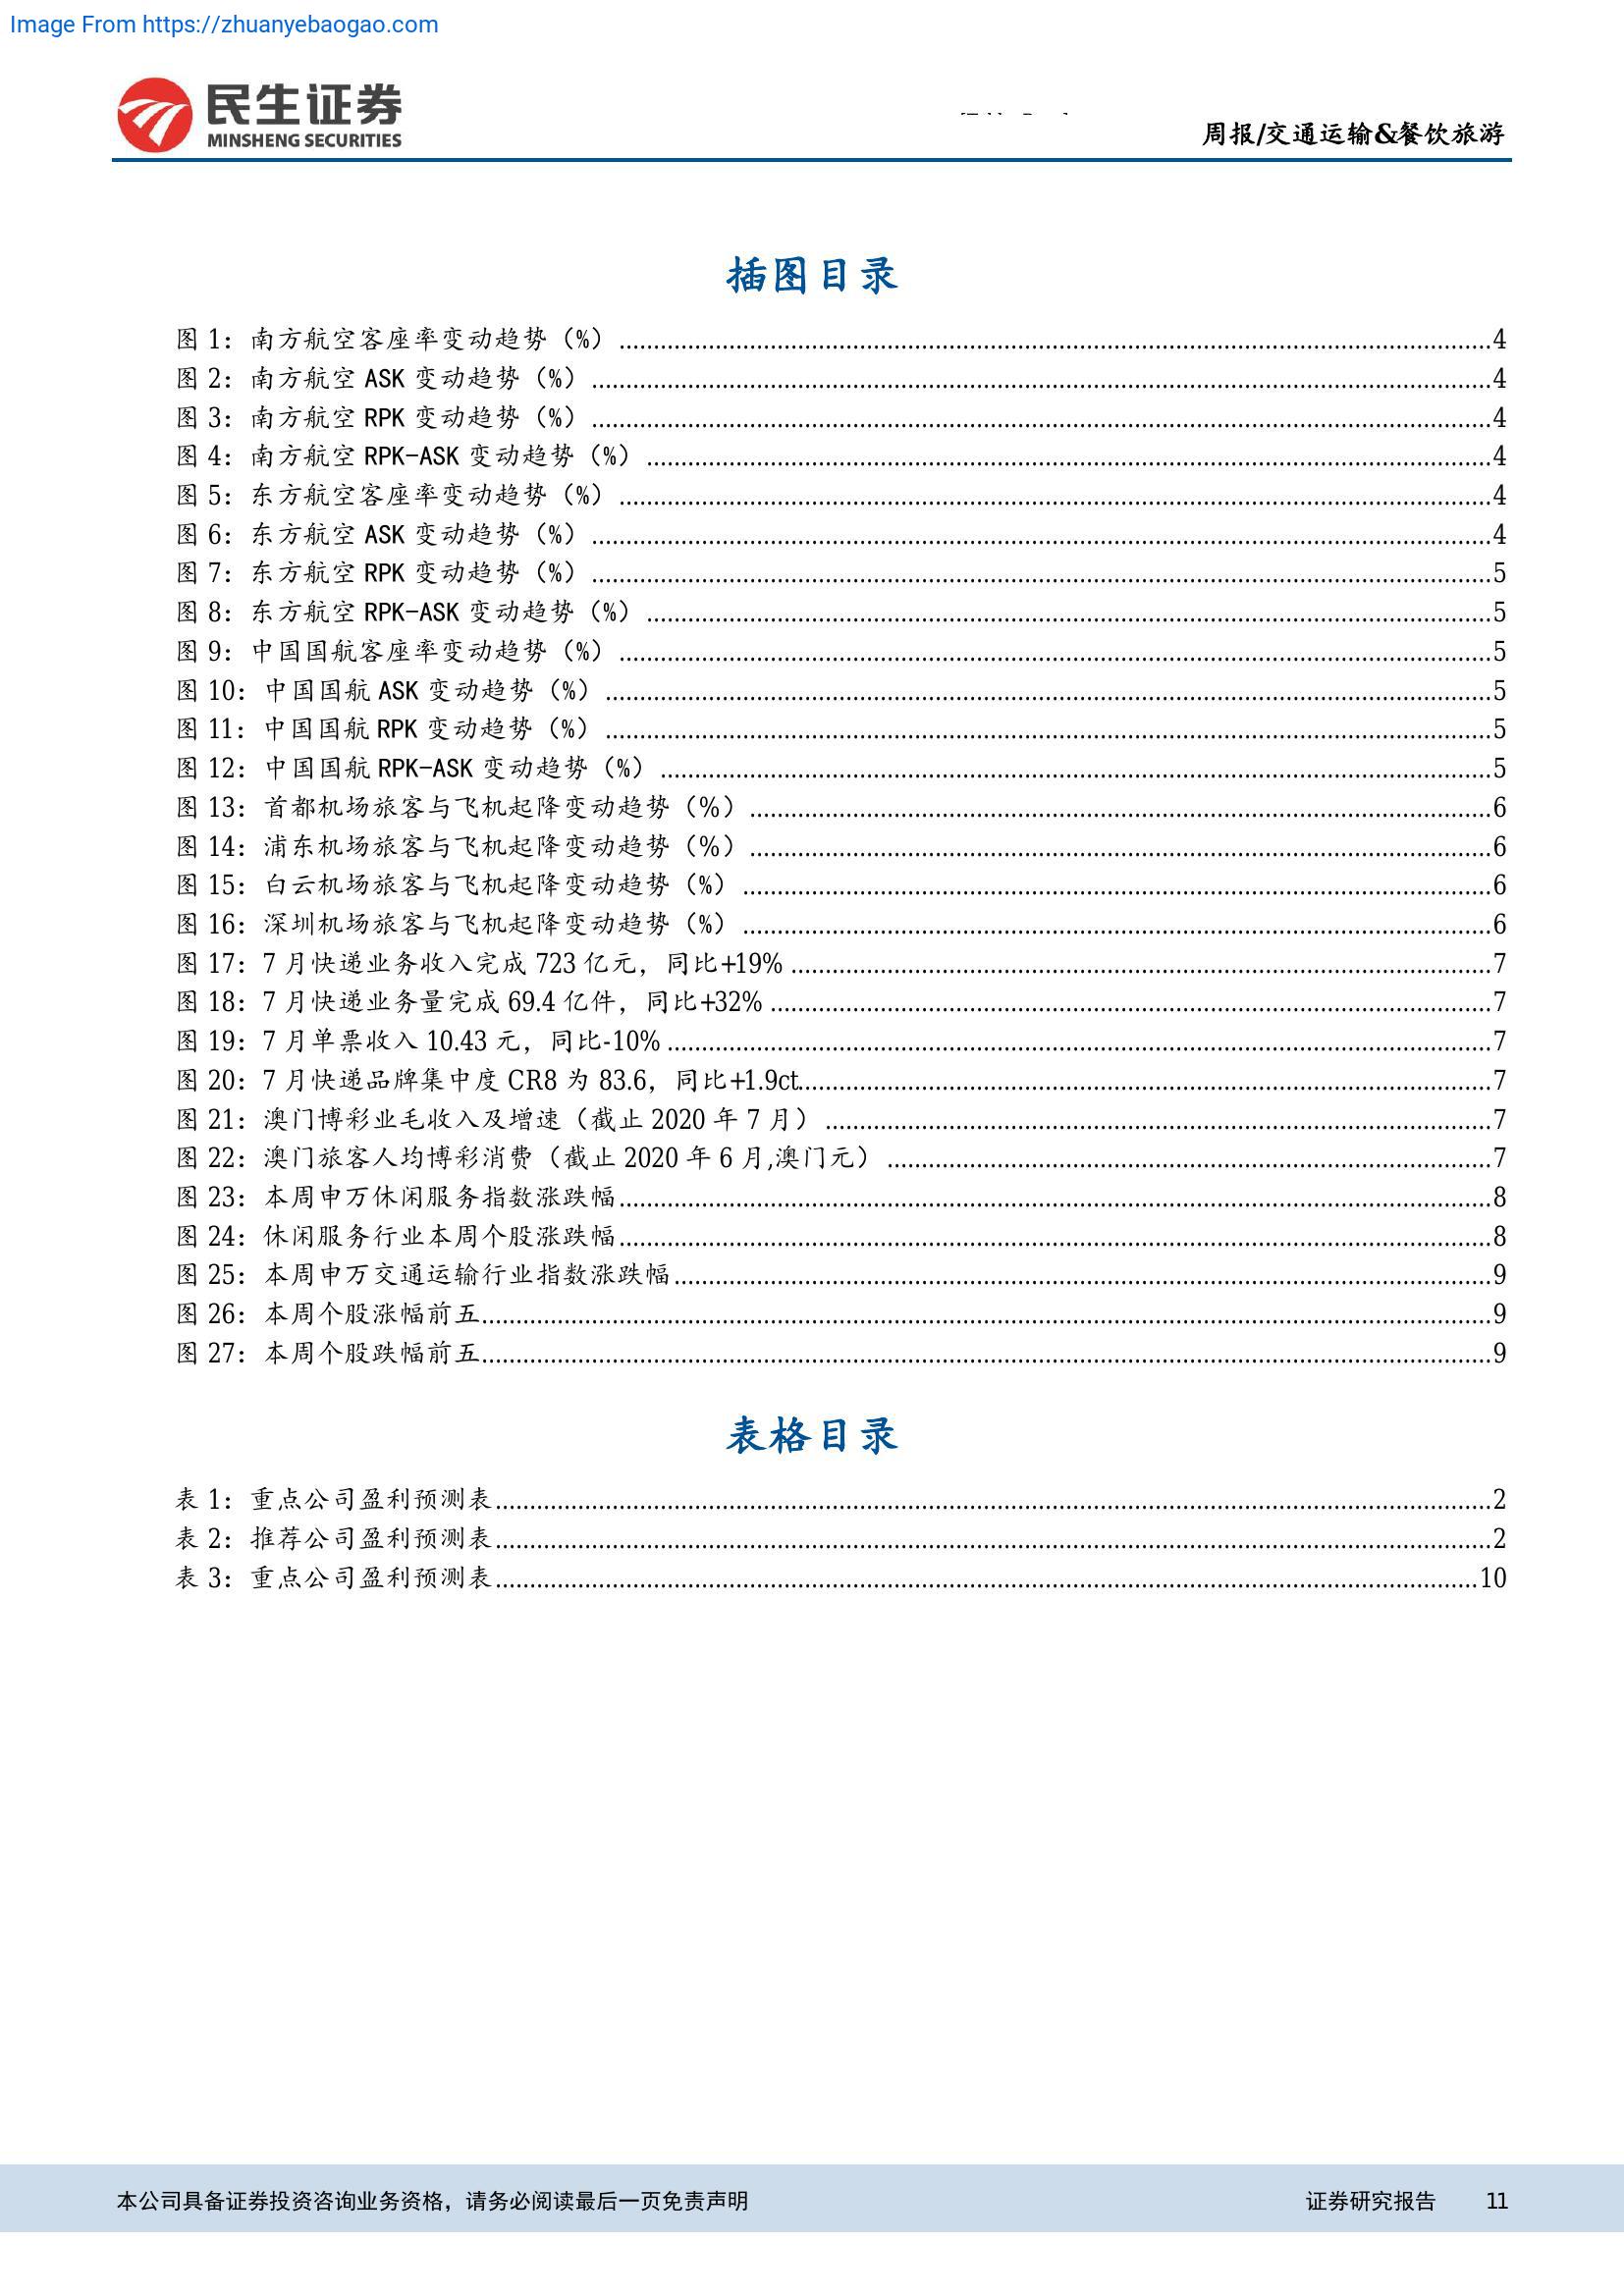 Image From https://zhuanyebaogao.com
民生证券
MINSHENG SECURITIES
周报/交通运输&餐饮旅游
插图目录
图 1：南方航空客座率变动趋势（%）........4
图 2：南方航空 ASK 变动趋势（%）........4
图 3：南方航空 RPK 变动趋势（%）........4
图 4：南方航空 RPK-ASK 变动趋势（%）........4
图 5：东方航空客座率变动趋势（%）........4
图 6：东方航空 ASK 变动趋势（%）........4
图 7：东方航空 RPK 变动趋势（%）........5
图 8：东方航空 RPK-ASK 变动趋势（%）........5
图 9：中国国航客座率变动趋势（%）........5
图 10：中国国航 ASK 变动趋势（%）........5
图 11：中国国航 RPK 变动趋势（%）........5
图 12：中国国航 RPK-ASK 变动趋势（%）........5
图 13：首都机场旅客与飞机起降变动趋势（%）........6
图 14：浦东机场旅客与飞机起降变动趋势（%）........6
图 15：白云机场旅客与飞机起降变动趋势（%）........6
图 16：深圳机场旅客与飞机起降变动趋势（%）........6
图 17：7 月快递业务收入完成 723 亿元，同比+19%........7
图 18：7 月快递业务量完成 69.4 亿件，同比+32%........7
图 19：7 月单票收入 10.43 元，同比-10%........7
图 20：7 月快递品牌集中度 CR8 为 83.6，同比+1.9ct........7
图 21：澳门博彩业毛收入及增速（截止 2020 年 7 月）........7
图 22：澳门旅客人均博彩消费（截止 2020 年 6 月,澳门元）........7
图 23：本周申万休闲服务指数涨跌幅........8
图 24：休闲服务行业本周个股涨跌幅........8
图 25：本周申万交通运输行业指数涨跌幅........9
图 26：本周个股涨幅前五........9
图 27：本周个股跌幅前五........9
表格目录
表 1：重点公司盈利预测表........2
表 2：推荐公司盈利预测表........2
表 3：重点公司盈利预测表........10
本公司具备证券投资咨询业务资格，请务必阅读最后一页免责声明
证券研究报告 11